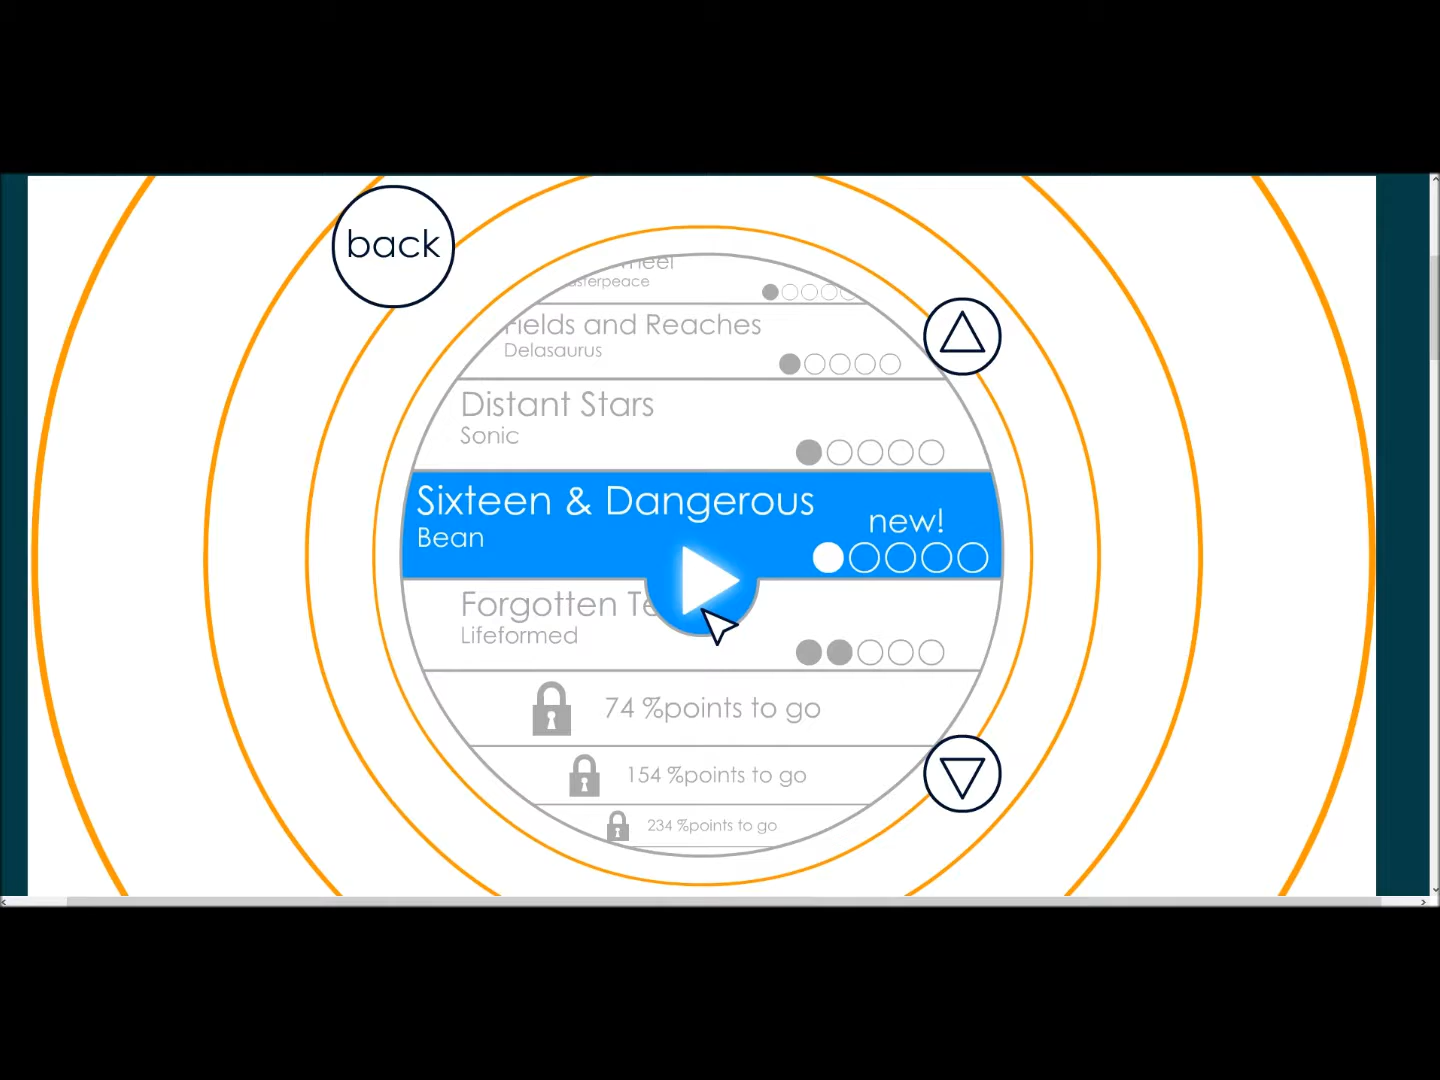 back
Fields and Reaches
Delasaurus
Distant Stars
Sonic
Sixteen & Dangerous
Bean
new!
Forgotten
Lifeformed
74 %points to go
154 %points to go
234 %points to go